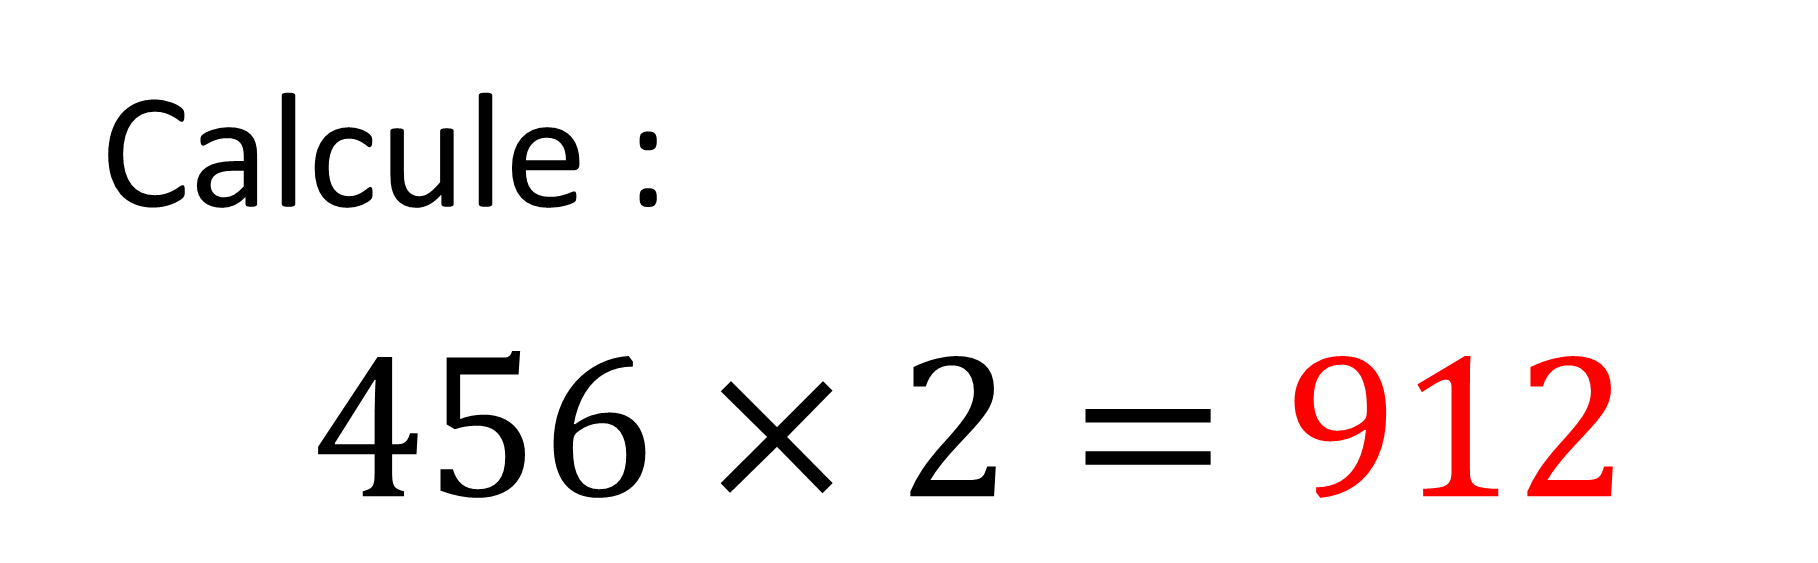 Calcule :
456 × 2 = 912